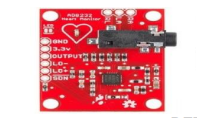 AD8232
Heart Monitor
GND
3.3v
OUTPUT
LO-
LO+
SDN